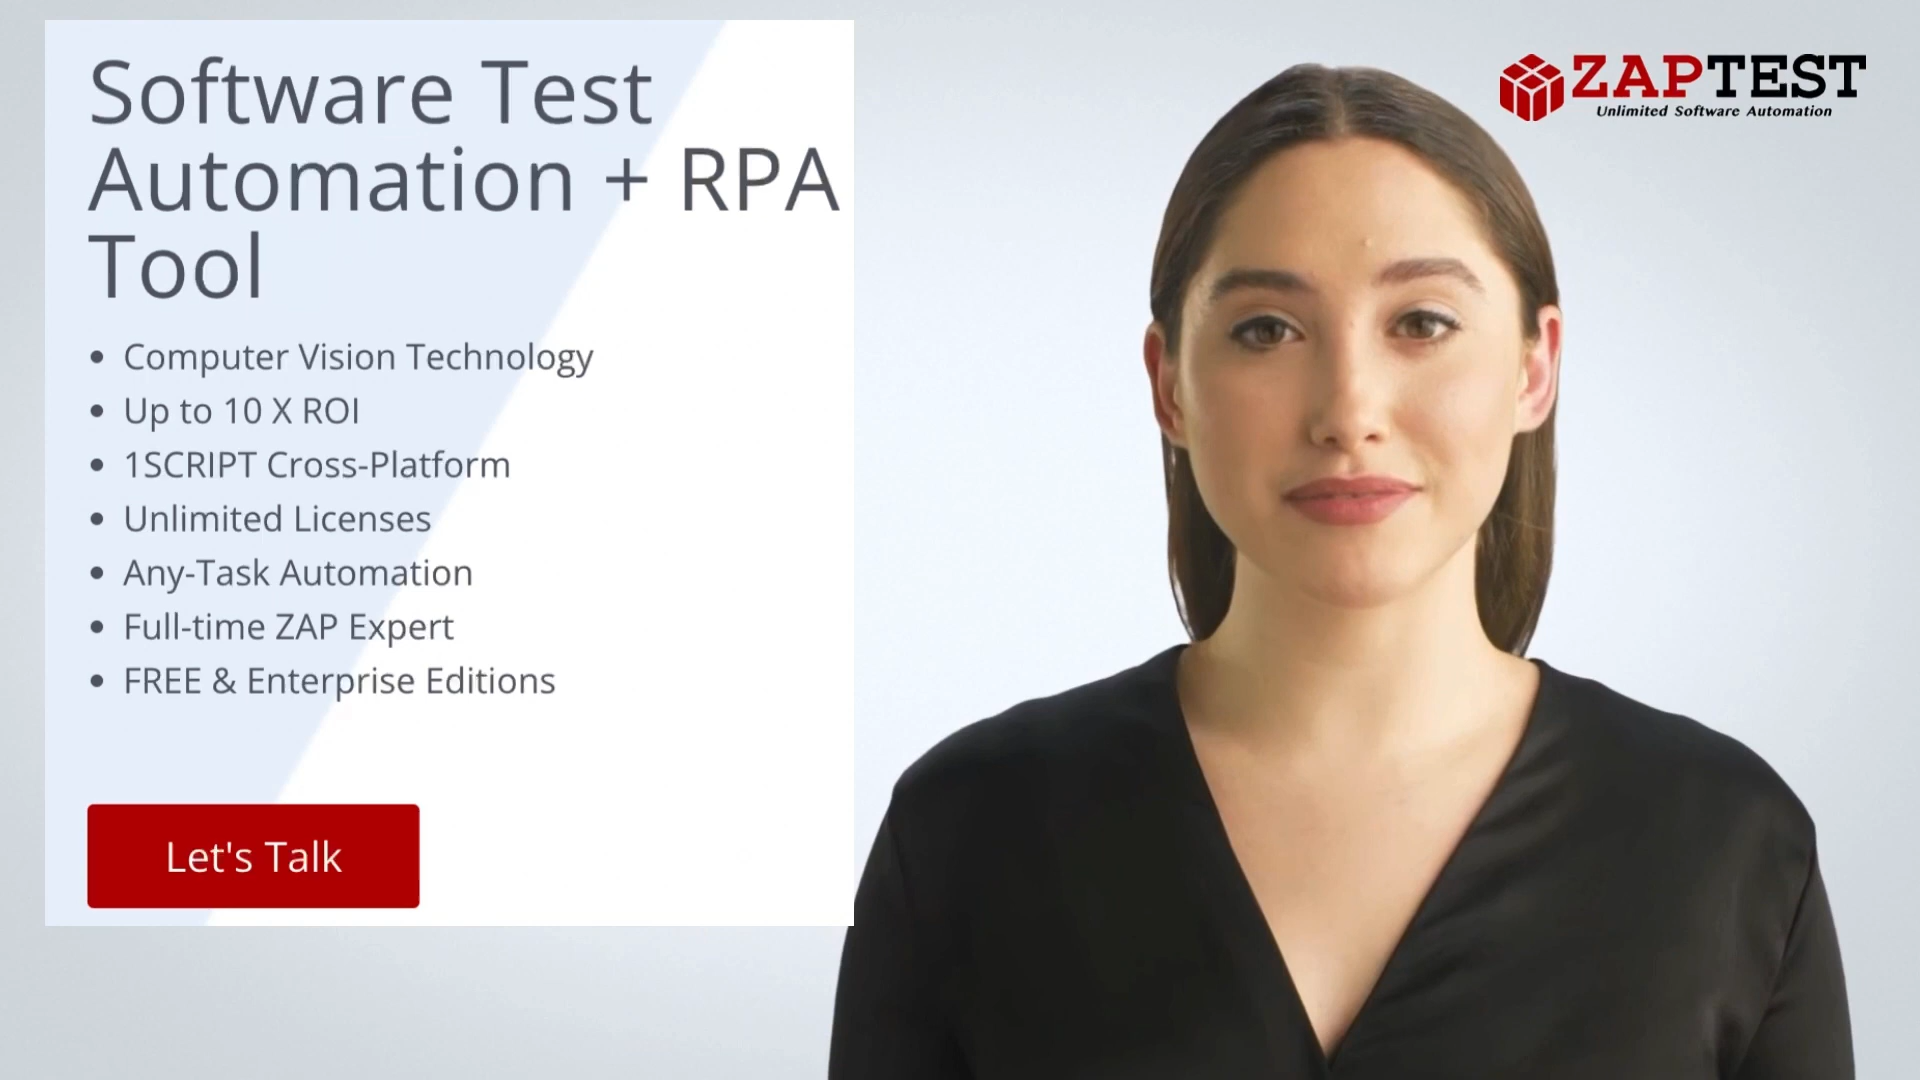 Software Test
Automation + RPA
Tool
• Computer Vision Technology
• Up to 10 X ROI
• 1SCRIPT Cross-Platform
• Unlimited Licenses
• Any-Task Automation
• Full-time ZAP Expert
• FREE & Enterprise Editions
Let's Talk
ZAPTEST
Unlimited Software Automation